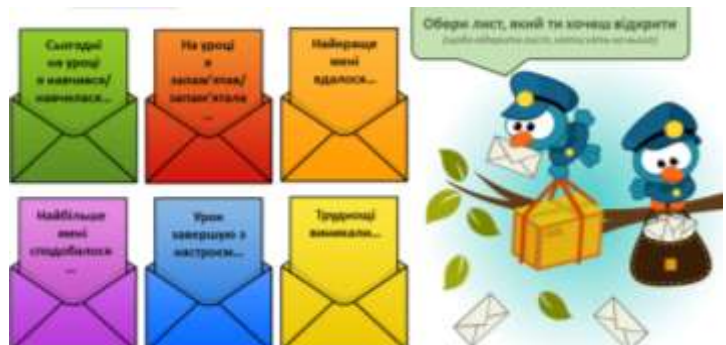 Сьогодні
на уроці
я навчився/
навчилася...
На уроці
я
запам'ятав/
запам'ятала
...
Найкраще
мені
вдалося...
Обери лист, який ти хочеш відкрити
Найбільше
мені
сподобалося
...
Урок
завершую з
настроєм...
Труднощі
виникали...